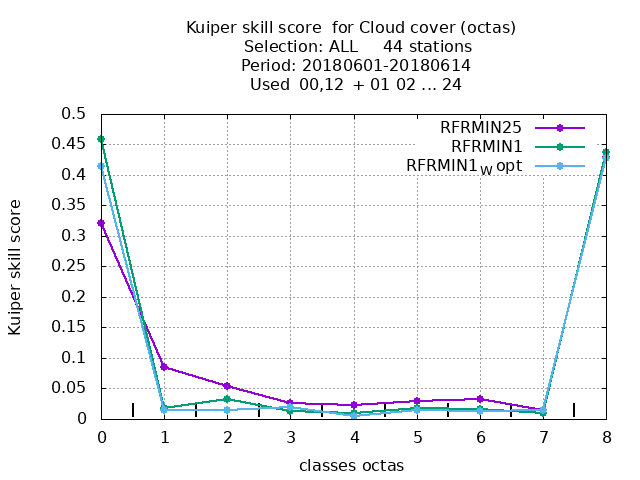 Kuiper skill score  for Cloud cover (octas)
Selection: ALL     44 stations
Period: 20180601-20180614
Used  00,12  + 01 02 ... 24
RFRMIN25
RFRMIN1
RFRMIN1W opt
Kuiper skill score
0.5
0.45
0.4
0.35
0.3
0.25
0.2
0.15
0.1
0.05
0
0 1 2 3 4 5 6 7 8
classes octas